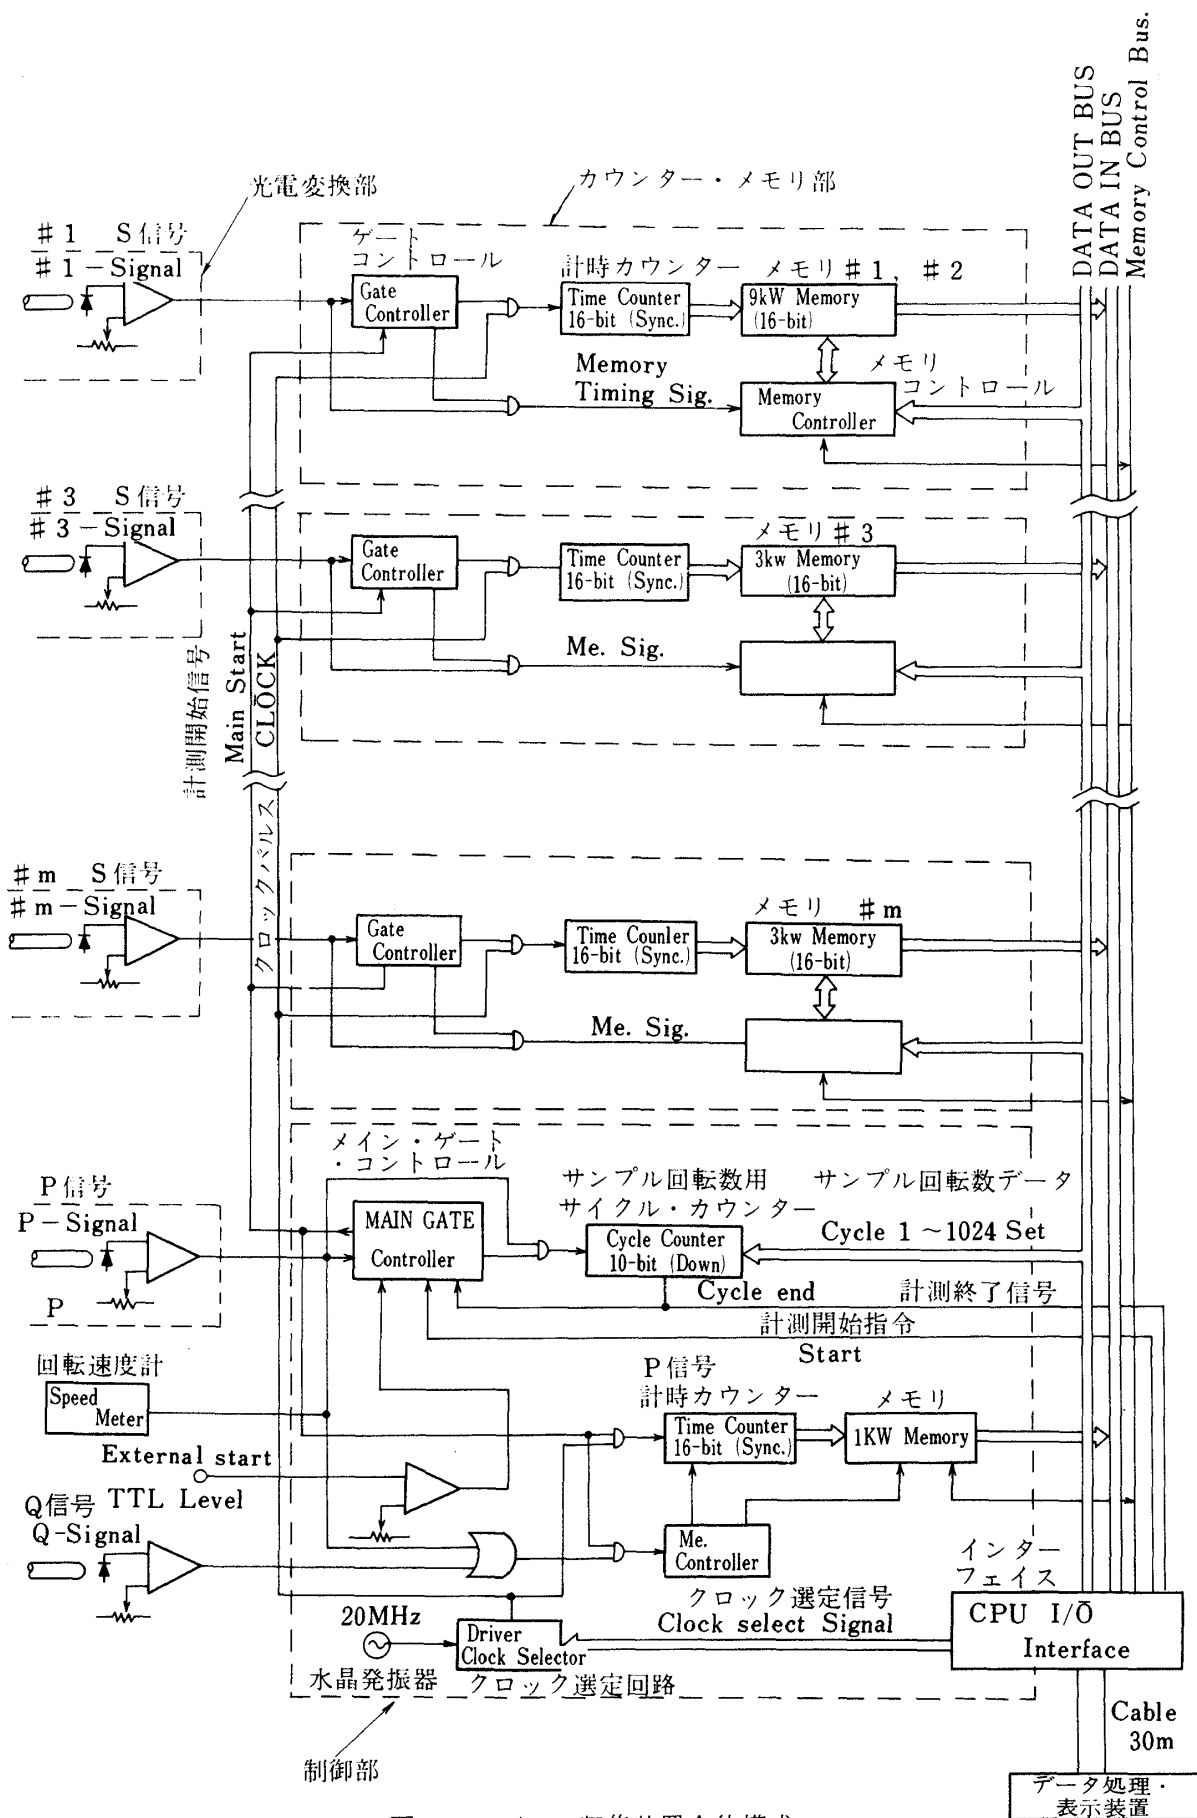 DATA OUT BUS
DATA IN BUS
Memory Control Bus.
光電変換部
カウンター・メモリ部
#1 S信号
#1-Signal
ゲート
コントロール
Gate
Controller
計時カウンター
Time Counter
16-bit (Sync.)
メモリ#1, #2
9kW Memory
(16-bit)
Memory
Timing Sig.
メモリ
コントロール
Memory
Controller
#3 S信号
#3-Signal
Gate
Controller
Time Counter
16-bit (Sync.)
メモリ#3
3kw Memory
(16-bit)
Me. Sig.
計測開始信号
Main Start
CLŌCK
クロックパルス
#m S信号
#m-Signal
Gate
Controller
Time Counler
16-bit (Sync.)
メモリ #m
3kw Memory
(16-bit)
Me. Sig.
メイン・ゲート
・コントロール
P信号
P-Signal
P
MAIN GATE
Controller
サンプル回転数用
サイクル・カウンター
Cycle Counter
10-bit (Down)
サンプル回転数データ
Cycle 1~1024 Set
Cycle end
計測終了信号
計測開始指令
Start
回転速度計
Speed
Meter
P信号
計時カウンター
Time Counter
16-bit (Sync.)
メモリ
1KW Memory
External start
TTL Level
Q信号
Q-Signal
Me.
Controller
20MHz
水晶発振器
Driver
Clock Selector
クロック選定回路
クロック選定信号
Clock select Signal
インター
フェイス
CPU I/Ō
Interface
制御部
Cable
30m
データ処理・
表示装置